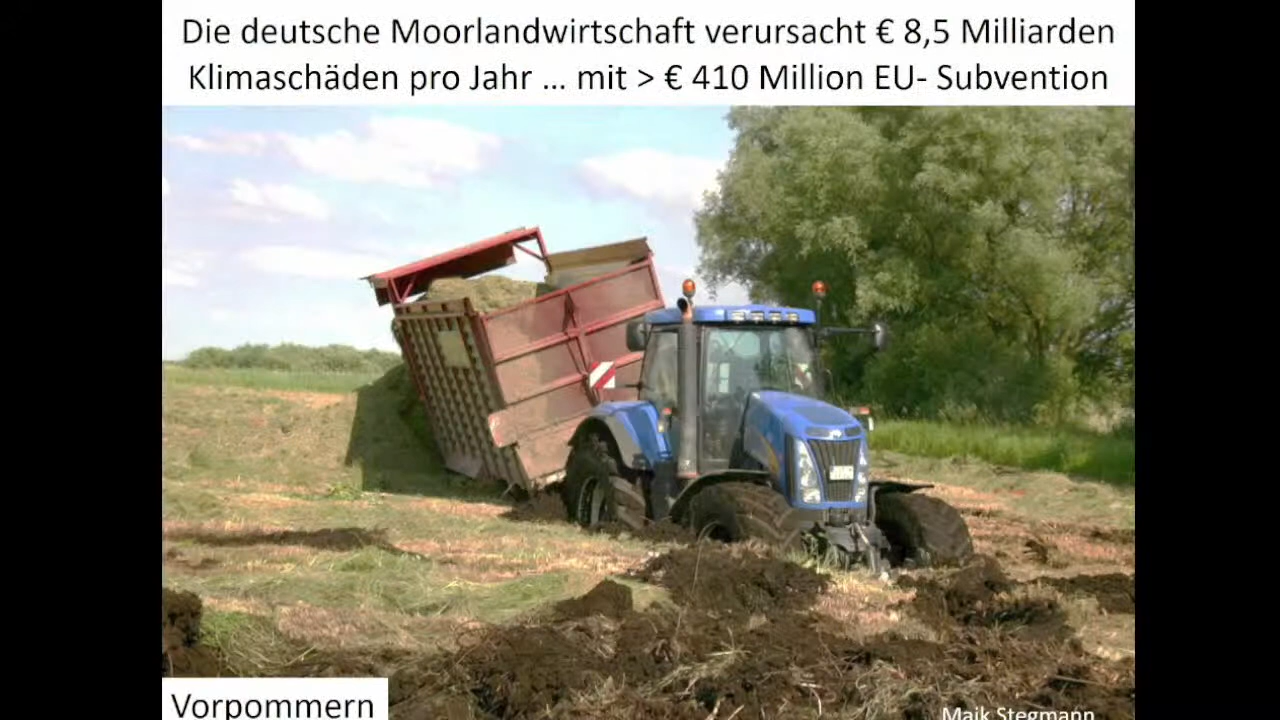 Die deutsche Moorlandwirtschaft verursacht € 8,5 Milliarden
Klimaschäden pro Jahr ... mit > € 410 Million EU- Subvention
Vorpommern
Maik Stegmann